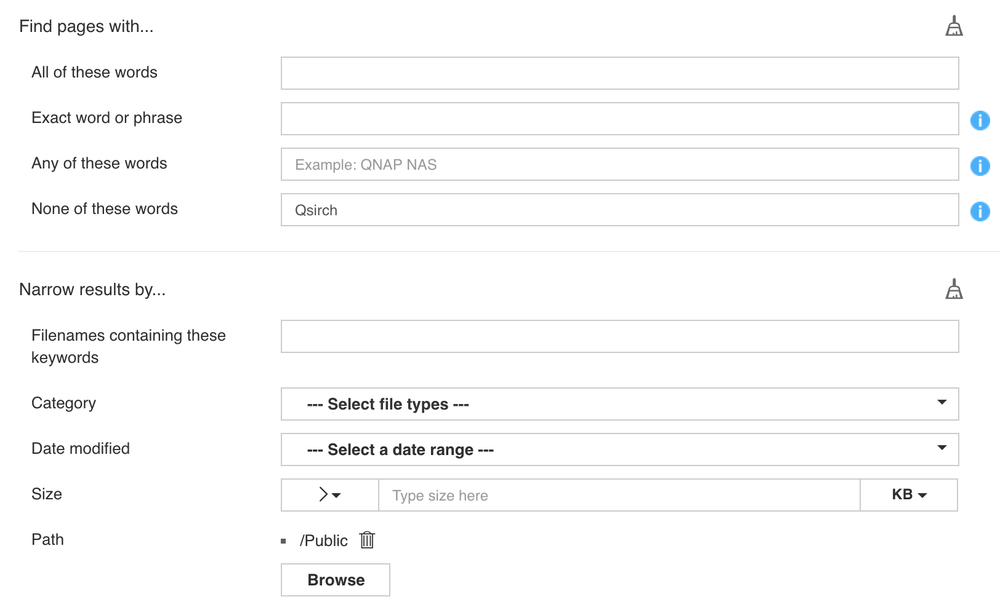 Find pages with...
All of these words
Exact word or phrase
Any of these words
Example: QNAP NAS
None of these words
Qsirch
Narrow results by...
Filenames containing these
keywords
Category
--- Select file types ---
Date modified
--- Select a date range ---
Size
>
Type size here
KB
Path
/Public
Browse